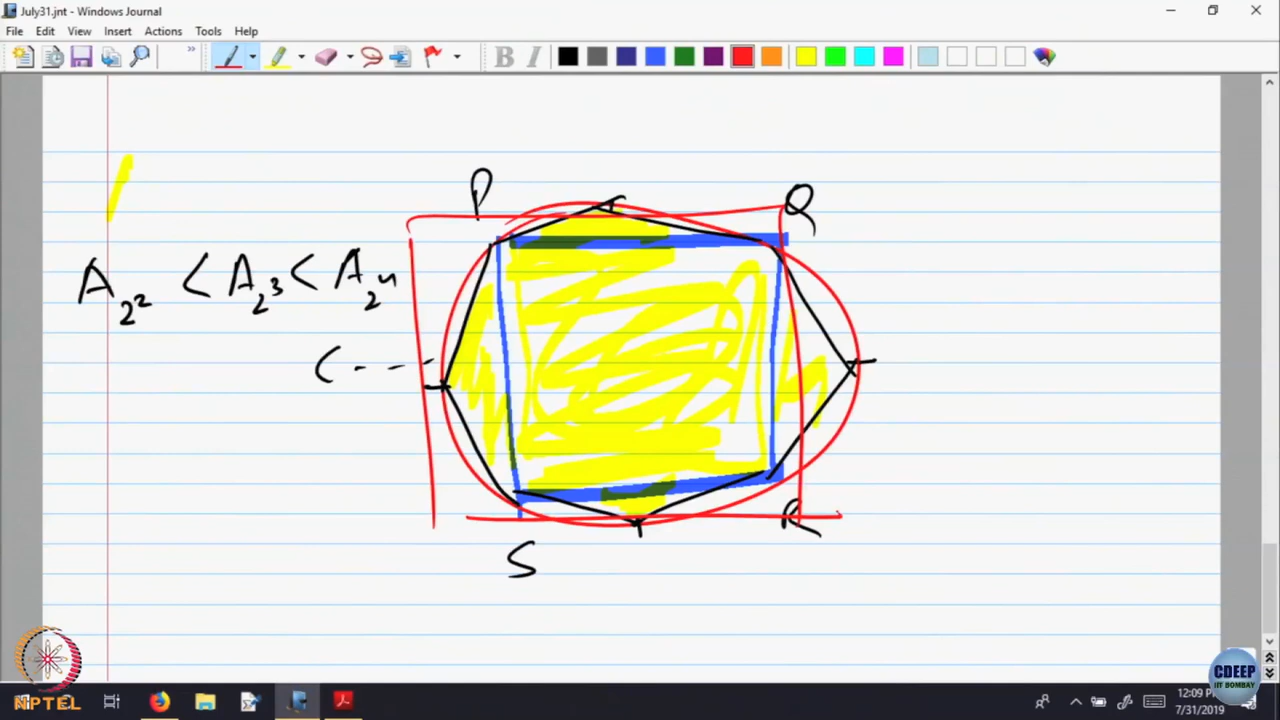 July31.jnt - Windows Journal
File Edit View Insert Actions Tools Help
» B I
P Q
A₂² < A₂³ < A₂⁴
< - - -
R
S
NPTEL
CDEEP
IIT BOMBAY
12:09 PM
7/31/2019